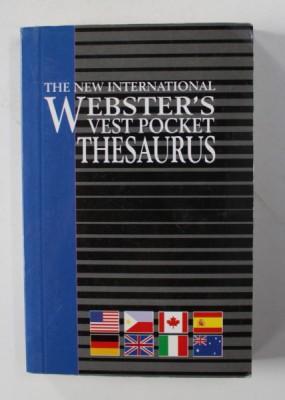 THE NEW INTERNATIONAL
WEBSTER'S
VEST POCKET
THESAURUS